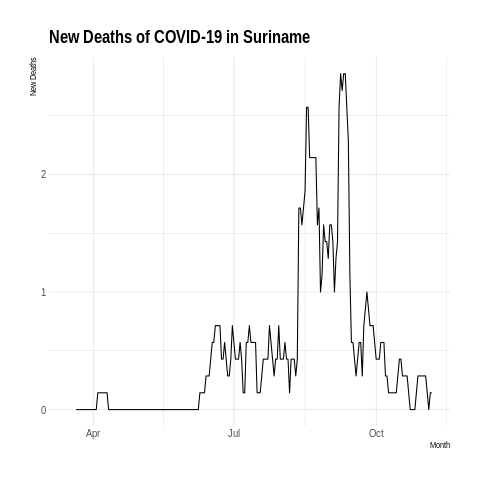 New Deaths of COVID-19 in Suriname
New Deaths
2
1
0
Apr
Jul
Oct
Month